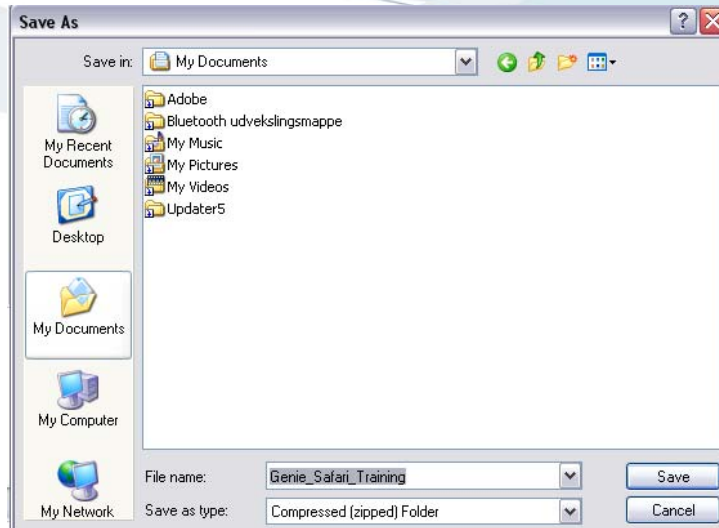 Save As
Save in:
My Documents
My Recent
Documents
Desktop
My Documents
My Computer
My Network
Adobe
Bluetooth udvekslingsmappe
My Music
My Pictures
My Videos
Updater5
File name:
Genie_Safari_Training
Save
Save as type:
Compressed (zipped) Folder
Cancel